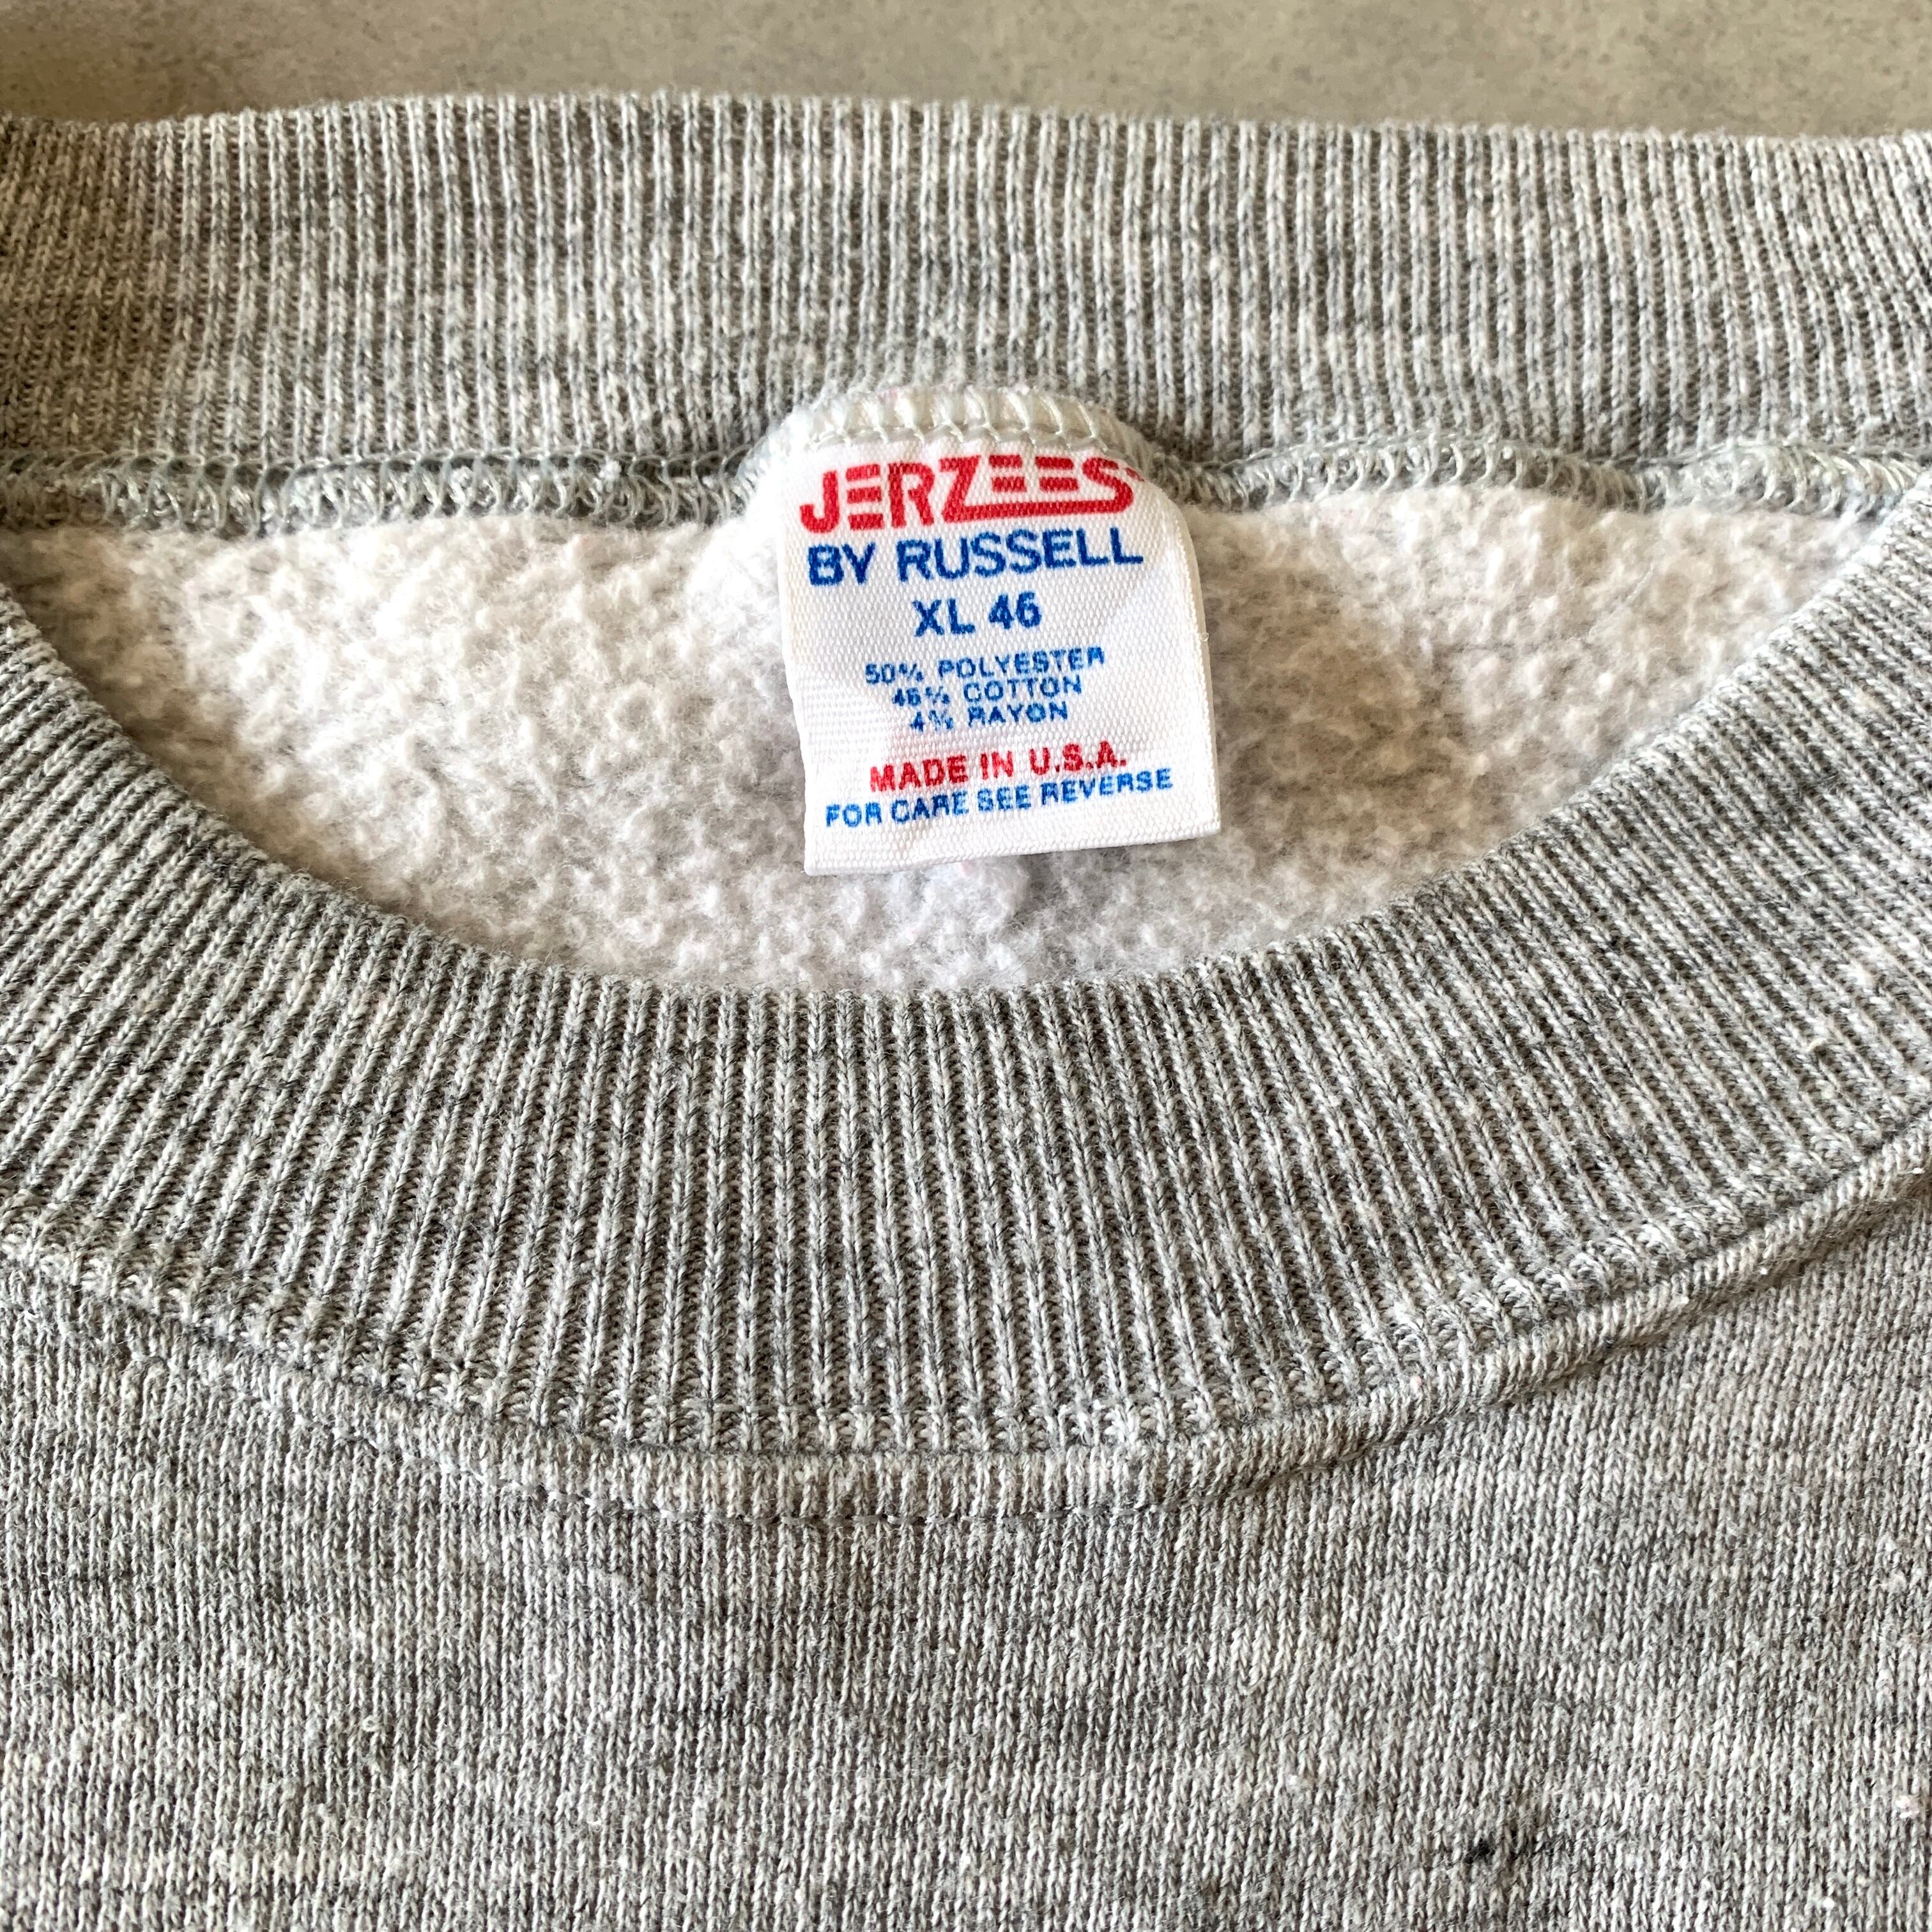 JERZEES
BY RUSSELL
XL 46
50% POLYESTER
46% COTTON
4% RAYON
MADE IN U.S.A.
FOR CARE SEE REVERSE